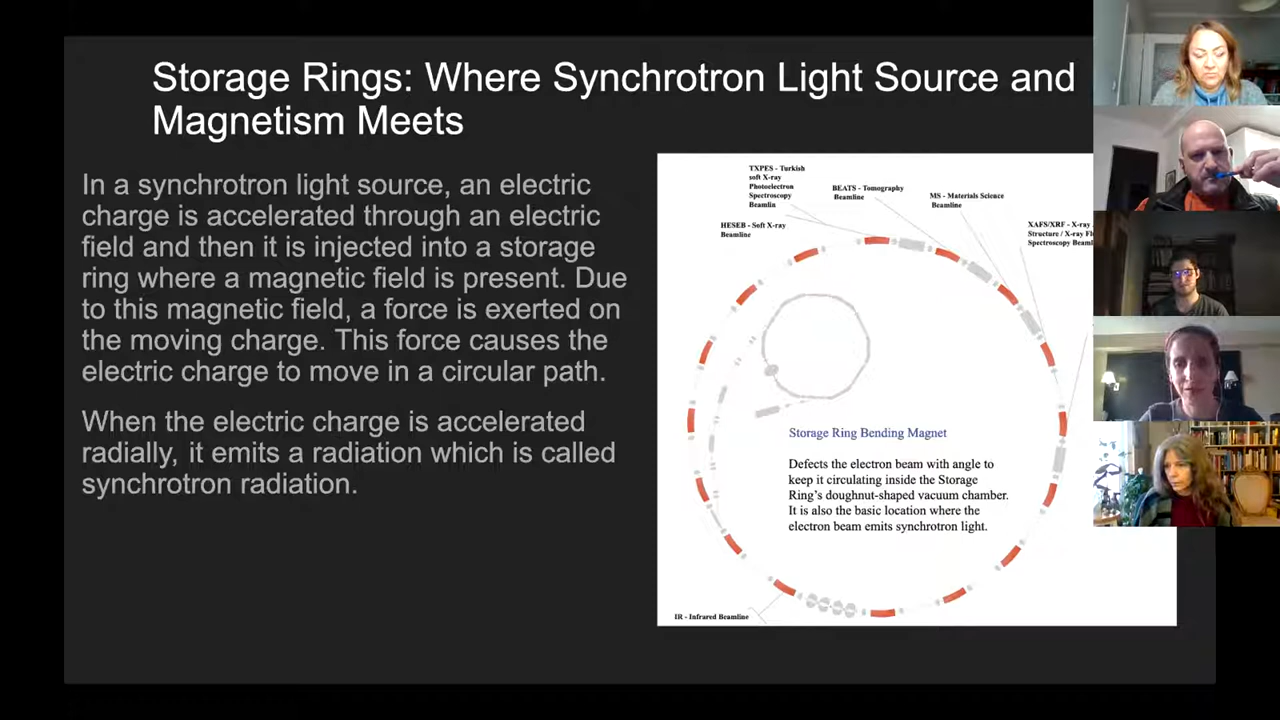 Storage Rings: Where Synchrotron Light Source and
Magnetism Meets
In a synchrotron light source, an electric
charge is accelerated through an electric
field and then it is injected into a storage
ring where a magnetic field is present. Due
to this magnetic field, a force is exerted on
the moving charge. This force causes the
electric charge to move in a circular path.
When the electric charge is accelerated
radially, it emits a radiation which is called
synchrotron radiation.
TXPES - Turkish
soft X-ray
Photoelectron
Spectroscopy
Beamlin
HESEB - Soft X-ray
Beamline
BEATS - Tomography
Beamline
MS - Materials Science
Beamline
XAFS/XRF - X-ray
Structure / X-ray
Spectroscopy
Storage Ring Bending Magnet
Defects the electron beam with angle to
keep it circulating inside the Storage
Ring's doughnut-shaped vacuum chamber.
It is also the basic location where the
electron beam emits synchrotron light.
IR - Infrared Beamline